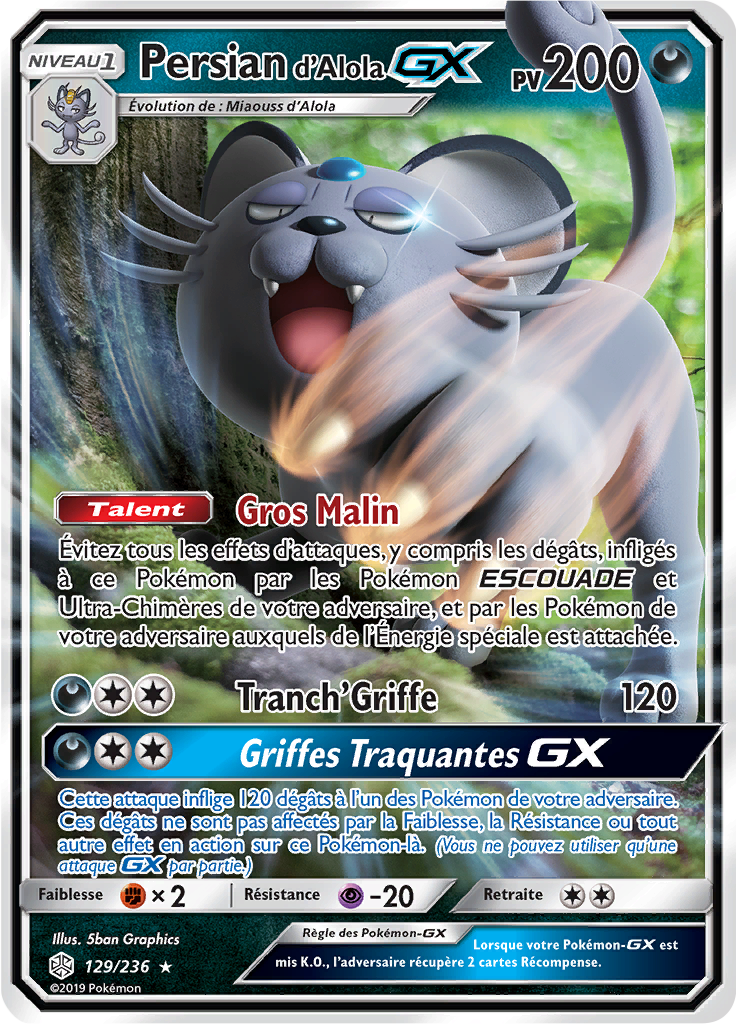 NIVEAU 1
Persian d'Alola GX PV 200
Évolution de : Miaouss d'Alola
Talent Gros Malin
Évitez tous les effets d'attaques, y compris les dégâts, infligés
à ce Pokémon par les Pokémon ESCOUADE et
Ultra-Chimères de votre adversaire, et par les Pokémon de
votre adversaire auxquels de l'Énergie spéciale est attachée.
Tranch'Griffe 120
Griffes Traquantes GX
Cette attaque inflige 120 dégâts à l'un des Pokémon de votre adversaire.
Ces dégâts ne sont pas affectés par la Faiblesse, la Résistance ou tout
autre effet en action sur ce Pokémon-là. (Vous ne pouvez utiliser qu'une
attaque GX par partie.)
Faiblesse × 2 Résistance -20 Retraite
Illus. 5ban Graphics
129/236 ★
©2019 Pokémon
Règle des Pokémon-GX
Lorsque votre Pokémon-GX est
mis K.O., l'adversaire récupère 2 cartes Récompense.